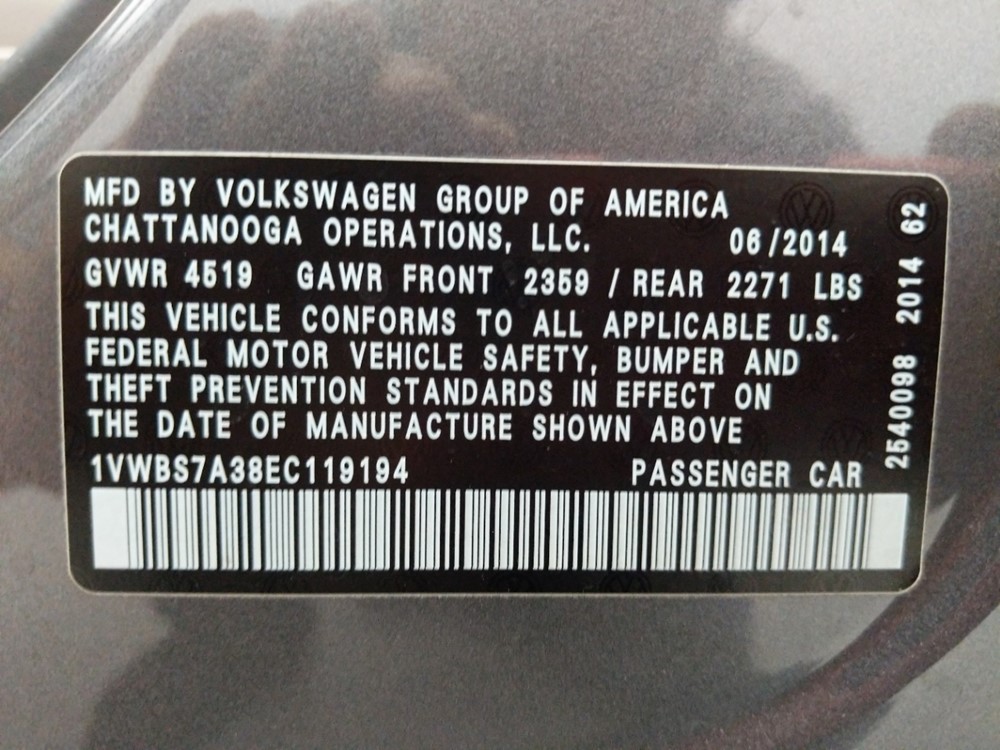 MFD BY VOLKSWAGEN GROUP OF AMERICA
CHATTANOOGA OPERATIONS, LLC. 06/2014
GVWR 4519 GAWR FRONT 2359 / REAR 2271 LBS
THIS VEHICLE CONFORMS TO ALL APPLICABLE U.S.
FEDERAL MOTOR VEHICLE SAFETY, BUMPER AND
THEFT PREVENTION STANDARDS IN EFFECT ON
THE DATE OF MANUFACTURE SHOWN ABOVE
1VWBS7A38EC119194 PASSENGER CAR
2540098 2014 62